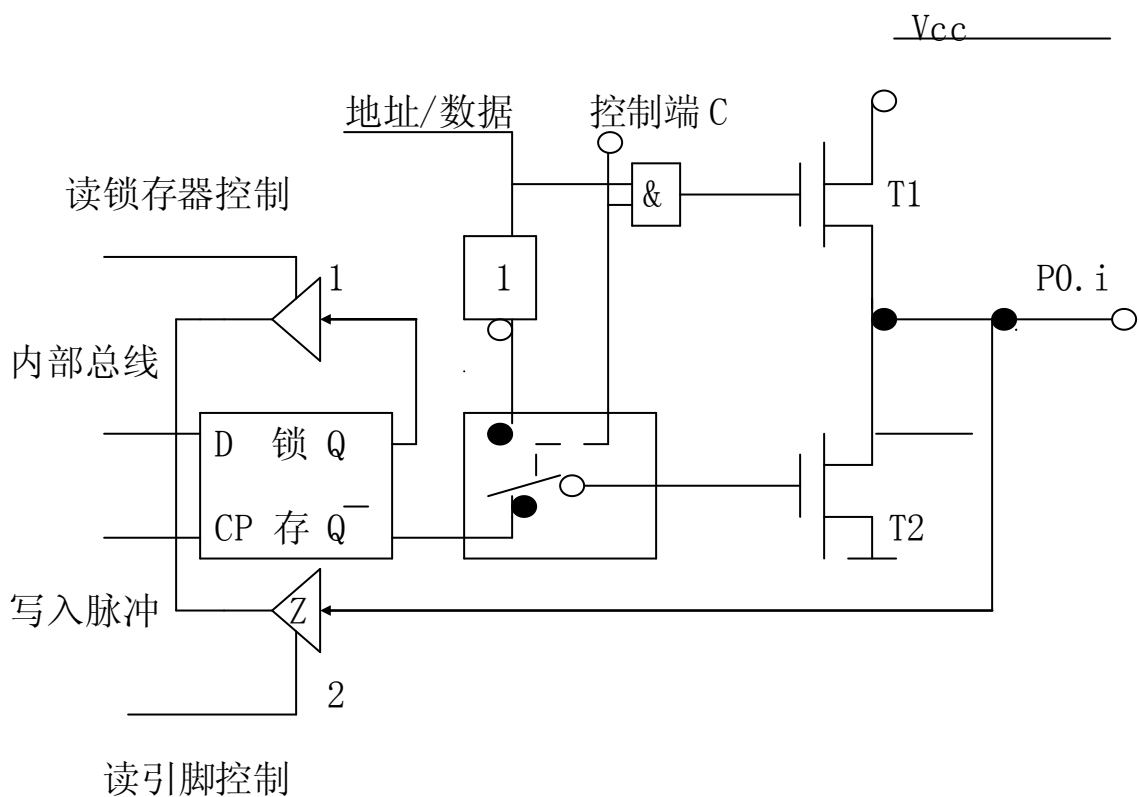 Vcc
地址/数据
控制端 C
读锁存器控制
&
T1
1
1
P0.i
内部总线
D 锁 Q
CP 存 Q̅
T2
写入脉冲
Z
2
读引脚控制